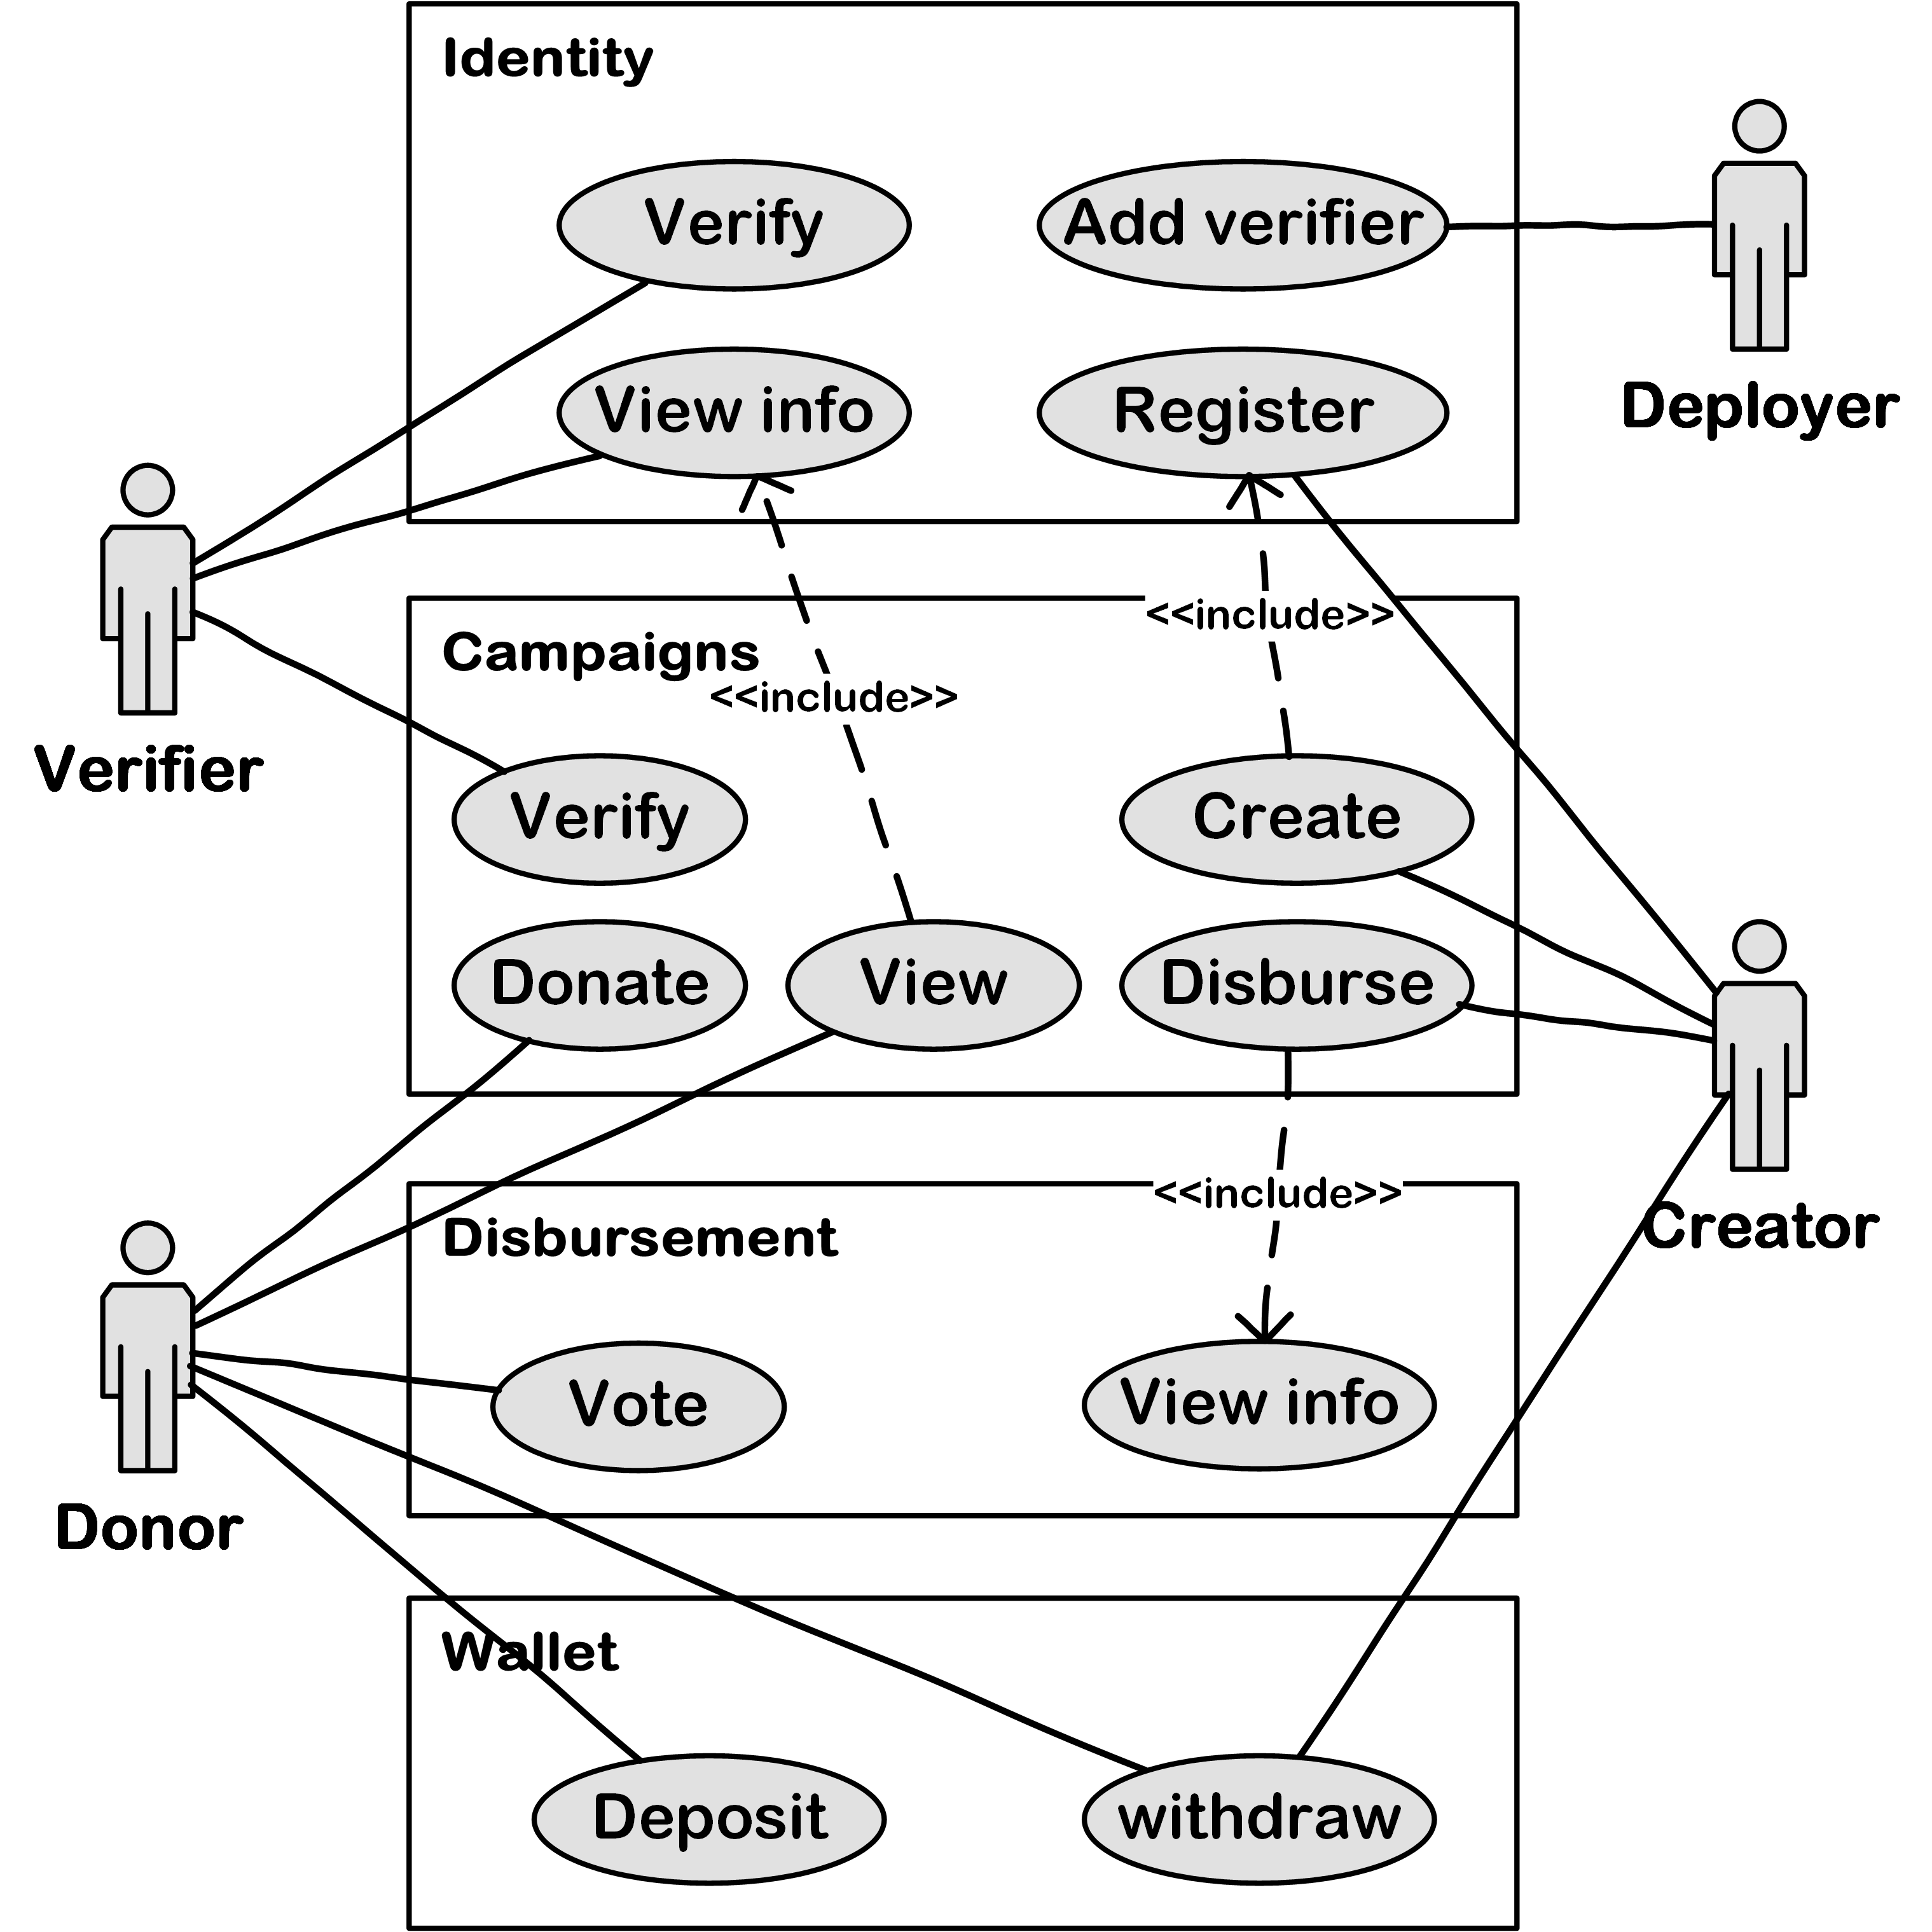 Identity
Verify
Add verifier
View info
Register
Deployer
<<include>>
Campaigns
<<include>>
Verifier
Verify
Create
Donate
View
Disburse
<<include>>
Creator
Disbursement
Vote
View info
Donor
Wallet
Deposit
withdraw